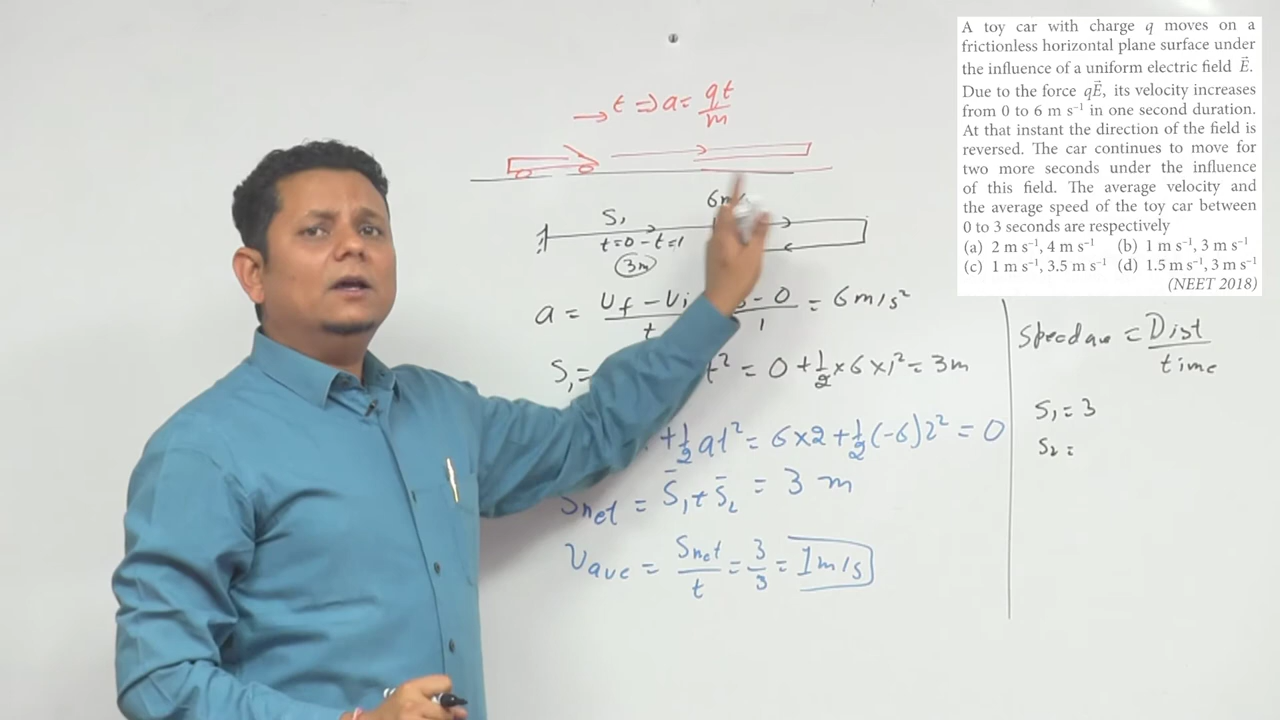 A toy car with charge q moves on a
frictionless horizontal plane surface under
the influence of a uniform electric field E⃗.
Due to the force qE⃗, its velocity increases
from 0 to 6 m s⁻¹ in one second duration.
At that instant the direction of the field is
reversed. The car continues to move for
two more seconds under the influence
of this field. The average velocity and
the average speed of the toy car between
0 to 3 seconds are respectively
(a) 2 m s⁻¹, 4 m s⁻¹ (b) 1 m s⁻¹, 3 m s⁻¹
(c) 1 m s⁻¹, 3.5 m s⁻¹ (d) 1.5 m s⁻¹, 3 m s⁻¹
(NEET 2018)
→ t ⇒ a = qt/m
S₁
t=0 - t=1
3m
a = Vf - Vi / t - 0 / 1 = 6 m/s²
S₁ = t² = 0 + ½ × 6 × 1² = 3m
+ ½ at² = 6×2 + ½(-6)2² = 0
Snet = S̄₁ + S̄₂ = 3 m
Vave = Snet/t = 3/3 = 1m/s
Speed ave = Dist/time
S₁ = 3
S₂ =